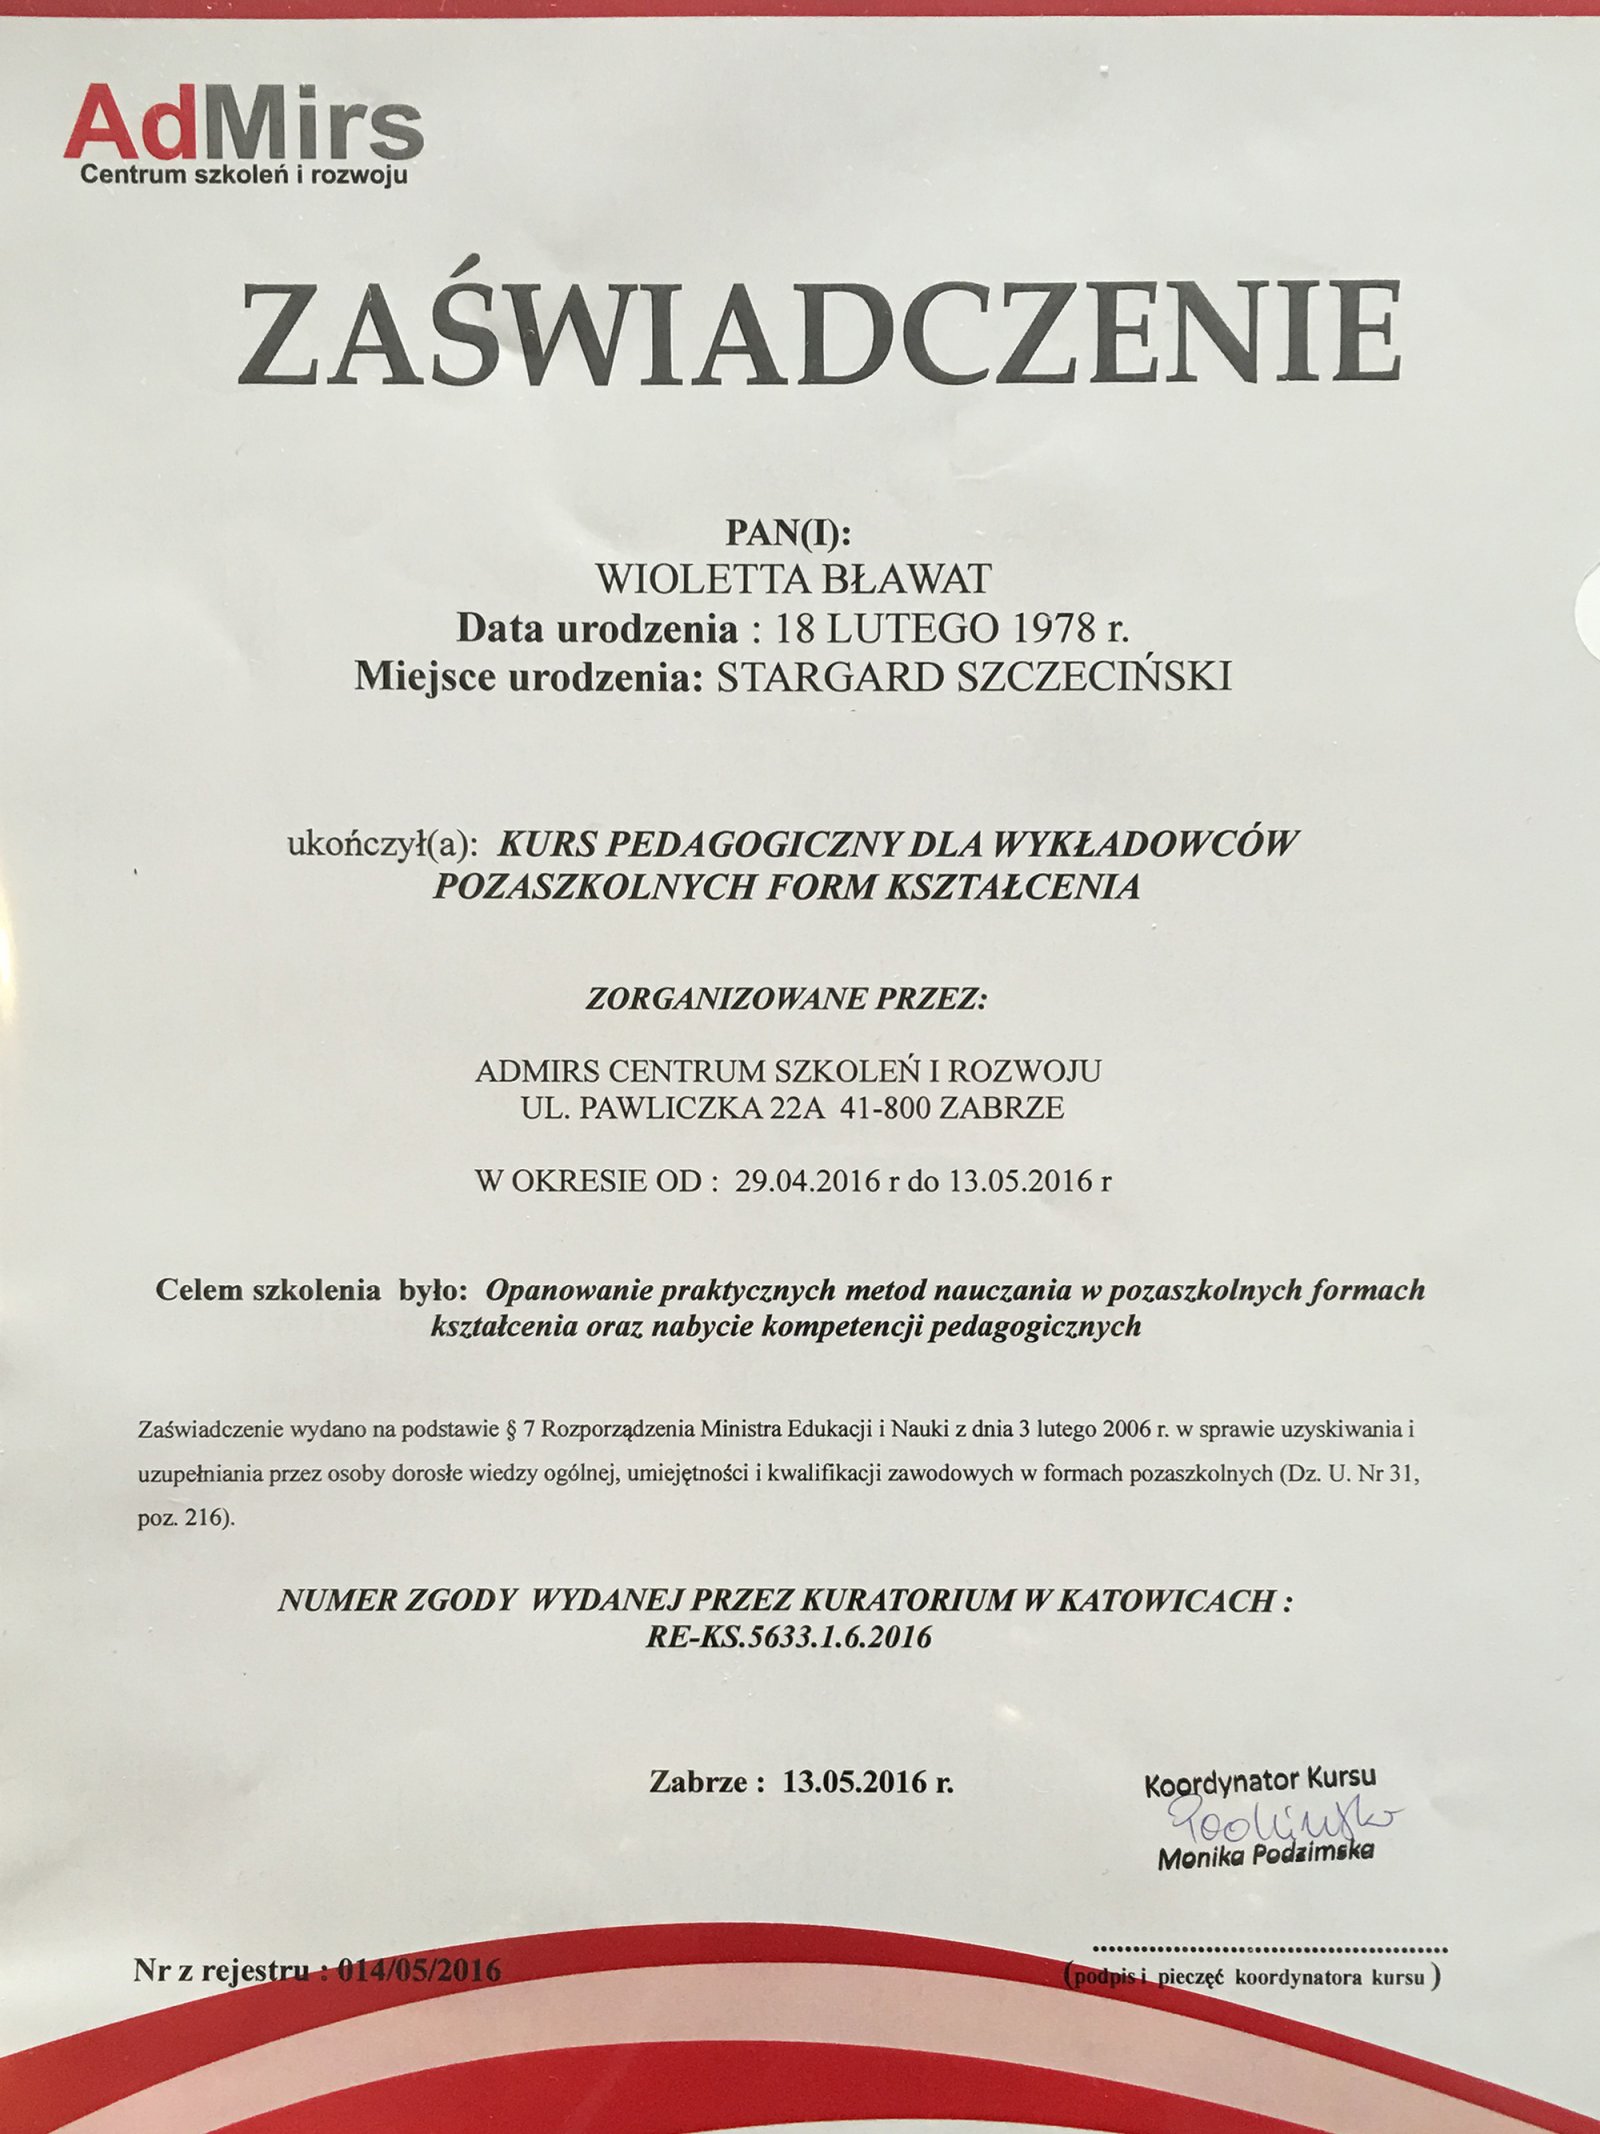 AdMirs
Centrum szkoleń i rozwoju
ZAŚWIADCZENIE
PAN(I):
WIOLETTA BŁAWAT
Data urodzenia : 18 LUTEGO 1978 r.
Miejsce urodzenia: STARGARD SZCZECIŃSKI
ukończył(a): KURS PEDAGOGICZNY DLA WYKŁADOWCÓW
POZASZKOLNYCH FORM KSZTAŁCENIA
ZORGANIZOWANE PRZEZ:
ADMIRS CENTRUM SZKOLEŃ I ROZWOJU
UL. PAWLICZKA 22A 41-800 ZABRZE
W OKRESIE OD : 29.04.2016 r do 13.05.2016 r
Celem szkolenia było: Opanowanie praktycznych metod nauczania w pozaszkolnych formach
kształcenia oraz nabycie kompetencji pedagogicznych
Zaświadczenie wydano na podstawie § 7 Rozporządzenia Ministra Edukacji i Nauki z dnia 3 lutego 2006 r. w sprawie uzyskiwania i
uzupełniania przez osoby dorosłe wiedzy ogólnej, umiejętności i kwalifikacji zawodowych w formach pozaszkolnych (Dz. U. Nr 31,
poz. 216).
NUMER ZGODY WYDANEJ PRZEZ KURATORIUM W KATOWICACH :
RE-KS.5633.1.6.2016
Zabrze : 13.05.2016 r.
Koordynator Kursu
Podzimska
Monika Podzimska
Nr z rejestru : 014/05/2016
(podpis i pieczęć koordynatora kursu )